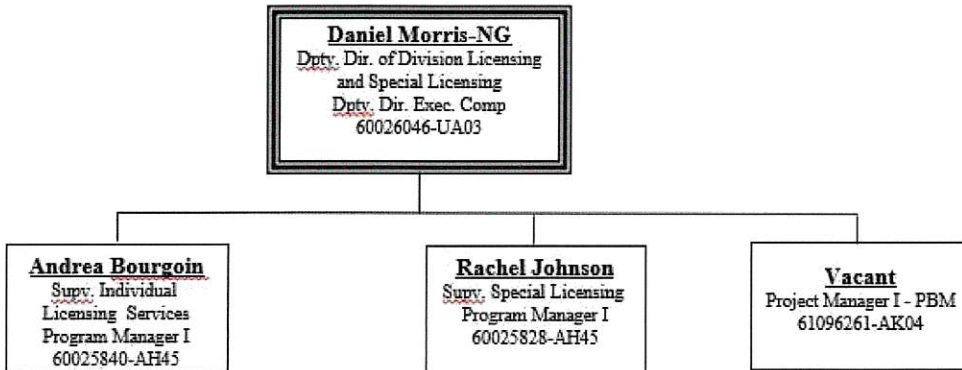 Daniel Morris-NG
Dpty. Dir. of Division Licensing
and Special Licensing
Dpty. Dir. Exec. Comp
60026046-UA03
Andrea Bourgoin
Supv. Individual
Licensing Services
Program Manager I
60025840-AH45
Rachel Johnson
Supv. Special Licensing
Program Manager I
60025828-AH45
Vacant
Project Manager I - PBM
61096261-AK04